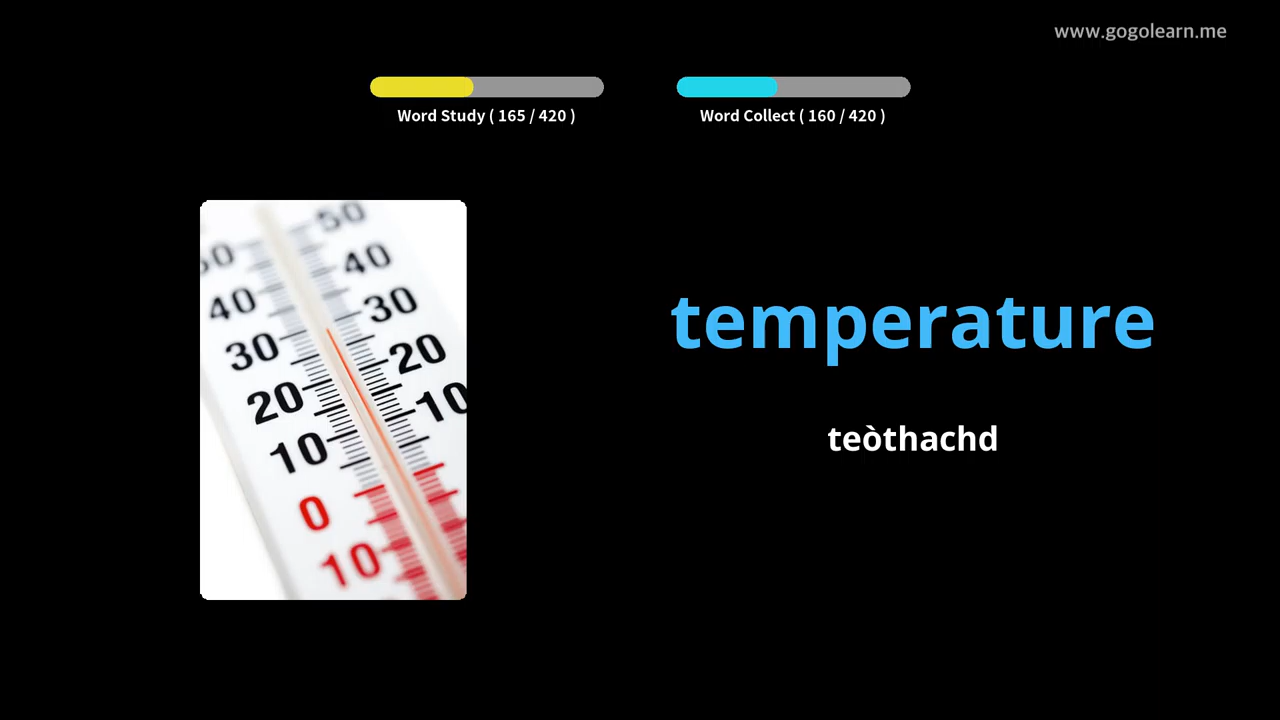 www.gogolearn.me
Word Study ( 165 / 420 )
Word Collect ( 160 / 420 )
50
50
40
40
30
30
20
20
10
10
0
10
temperature
teòthachd